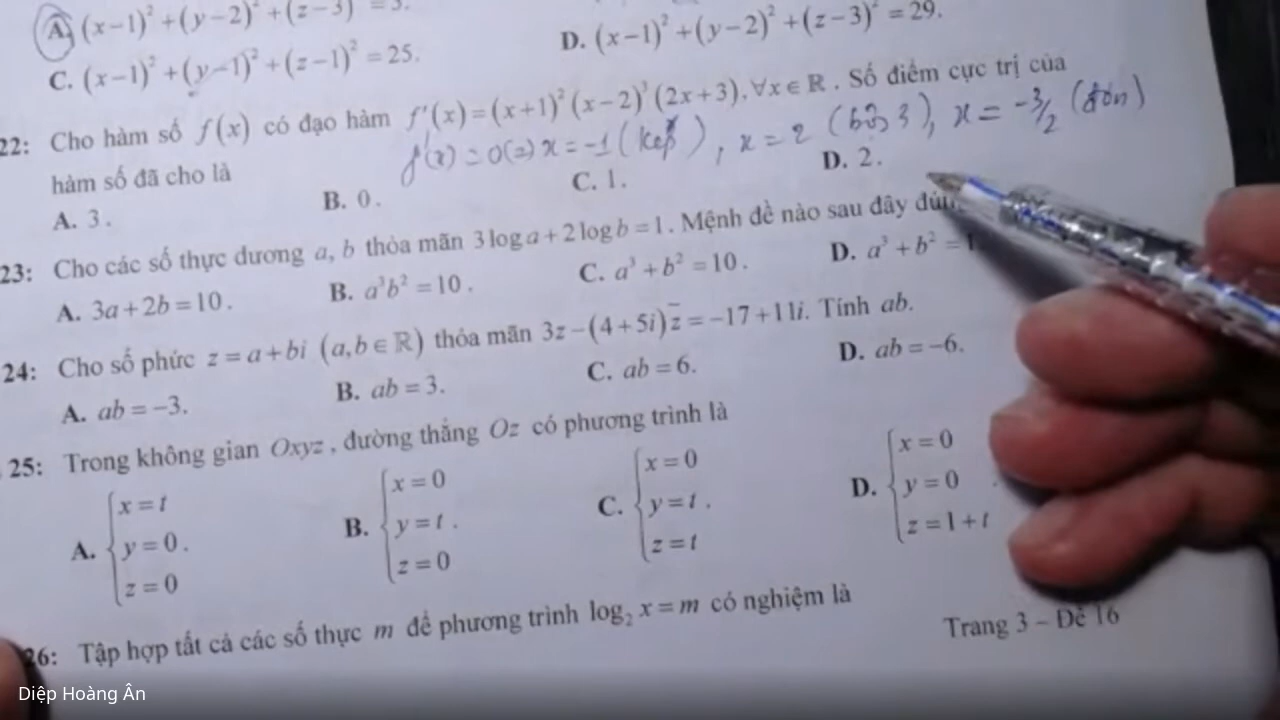 A. (x−1)² + (y−2)² + (z−3)² = 3.
D. (x−1)² + (y−2)² + (z−3)² = 29.
C. (x−1)² + (y−1)² + (z−1)² = 25.
22: Cho hàm số f(x) có đạo hàm f'(x) = (x+1)² (x−2)³ (2x+3), ∀x ∈ ℝ. Số điểm cực trị của
f'(x) = 0 (=) x = −1 (kép), x = 2 (bội 3), x = −3/2 (đơn)
hàm số đã cho là
A. 3. B. 0. C. 1. D. 2.
23: Cho các số thực dương a, b thỏa mãn 3log a + 2log b = 1. Mệnh đề nào sau đây
A. 3a + 2b = 10. B. a³b² = 10. C. a³ + b² = 10. D. a³ + b² = 1
24: Cho số phức z = a + bi (a, b ∈ ℝ) thỏa mãn 3z − (4 + 5i)z̄ = −17 + 11i. Tính ab.
A. ab = −3. B. ab = 3. C. ab = 6. D. ab = −6.
25: Trong không gian Oxyz, đường thẳng Oz có phương trình là
A. { x = t
y = 0.
z = 0
B. { x = 0
y = t.
z = 0
C. { x = 0
y = t.
z = t
D. { x = 0
y = 0
z = 1 + t
26: Tập hợp tất cả các số thực m để phương trình log₂ x = m có nghiệm là
Trang 3 – Đề 16
Diệp Hoàng Ân